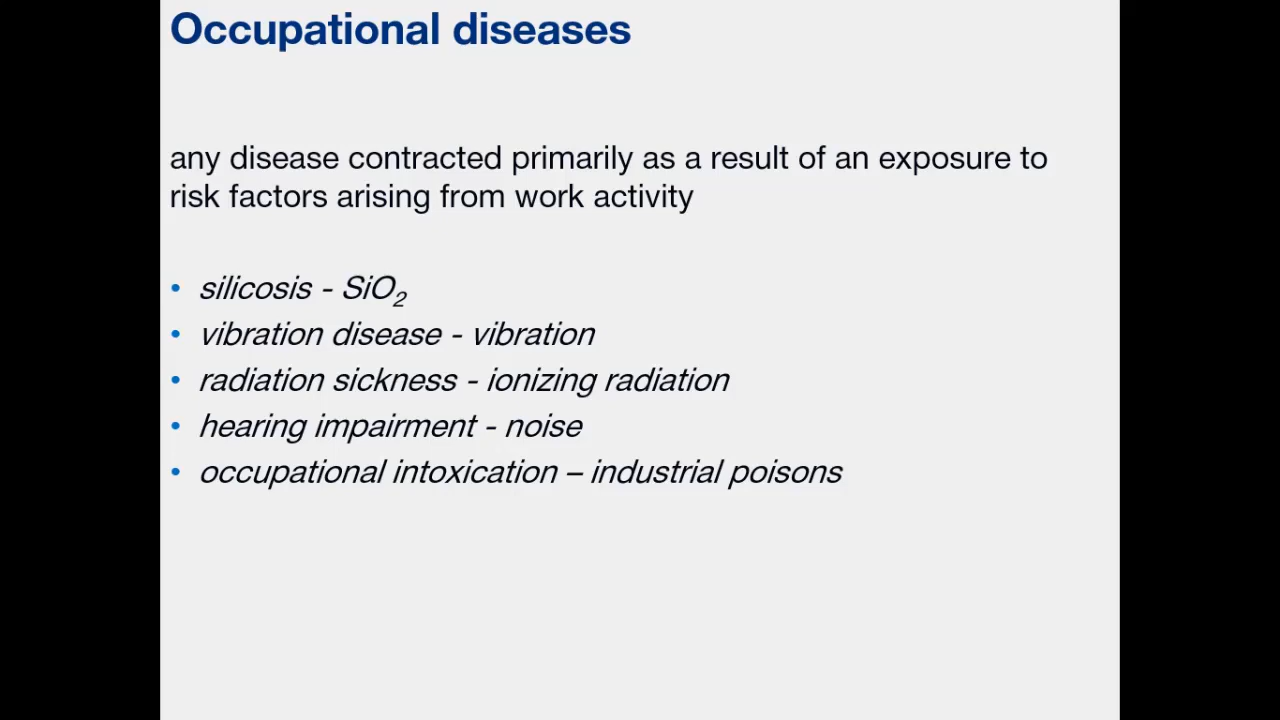 Occupational diseases
any disease contracted primarily as a result of an exposure to
risk factors arising from work activity
• silicosis - SiO₂
• vibration disease - vibration
• radiation sickness - ionizing radiation
• hearing impairment - noise
• occupational intoxication – industrial poisons